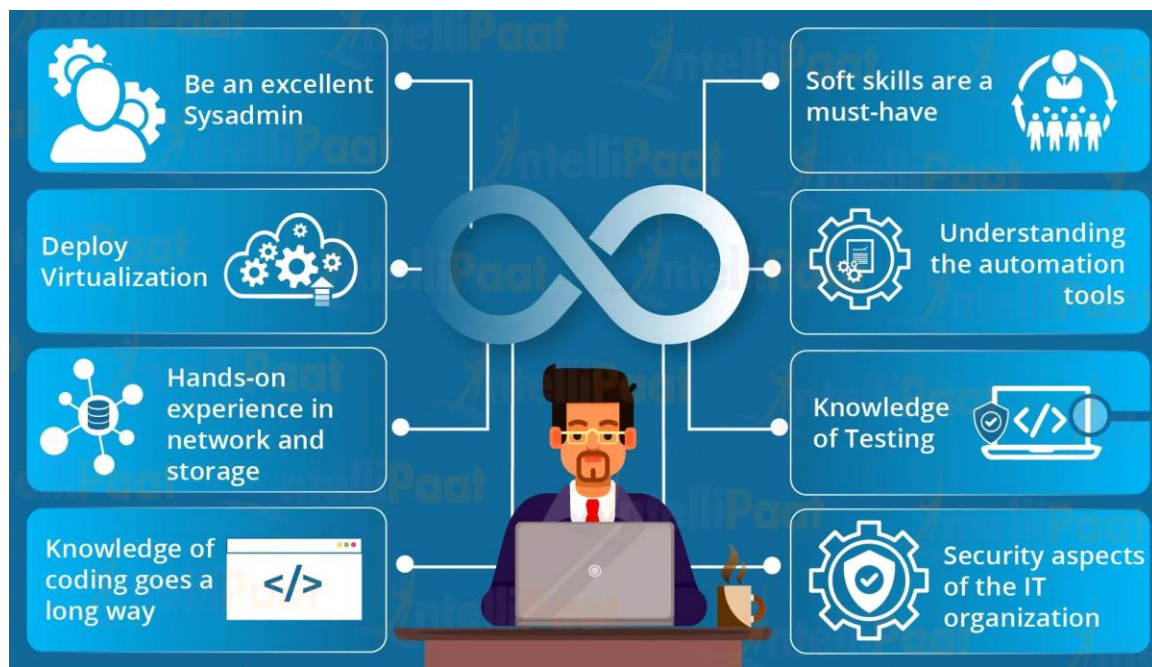 Be an excellent
Sysadmin
Deploy
Virtualization
Hands-on
experience in
network and
storage
Knowledge of
coding goes a
long way
</>
Soft skills are a
must-have
Understanding
the automation
tools
Knowledge
of Testing
</>
Security aspects
of the IT
organization
IntelliPaat